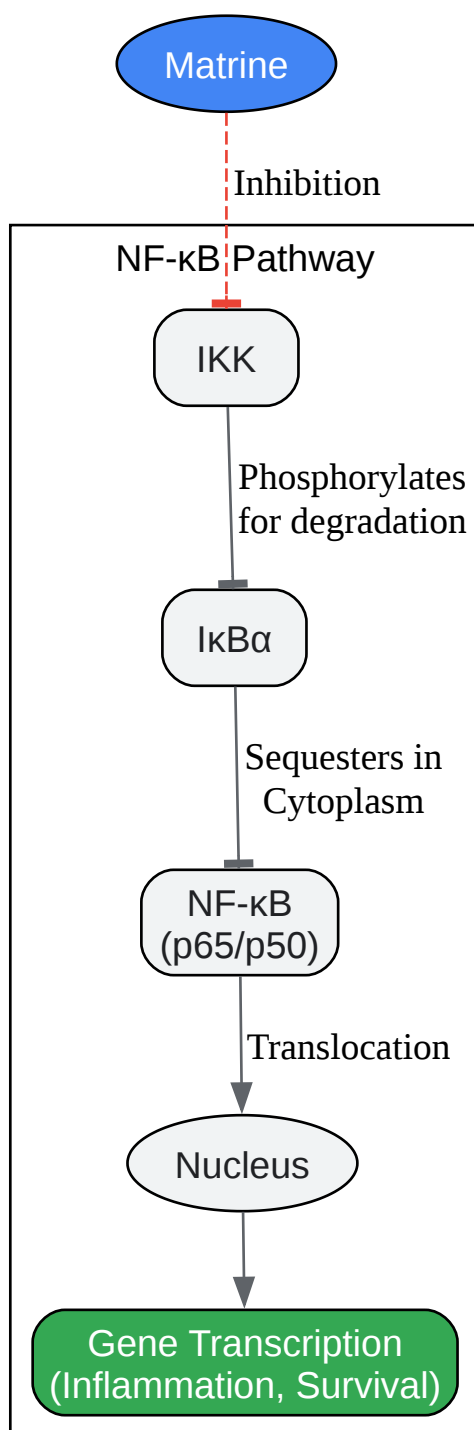 Matrine
Inhibition
NF-κB Pathway
IKK
Phosphorylates
for degradation
IκBα
Sequesters in
Cytoplasm
NF-κB
(p65/p50)
Translocation
Nucleus
Gene Transcription
(Inflammation, Survival)